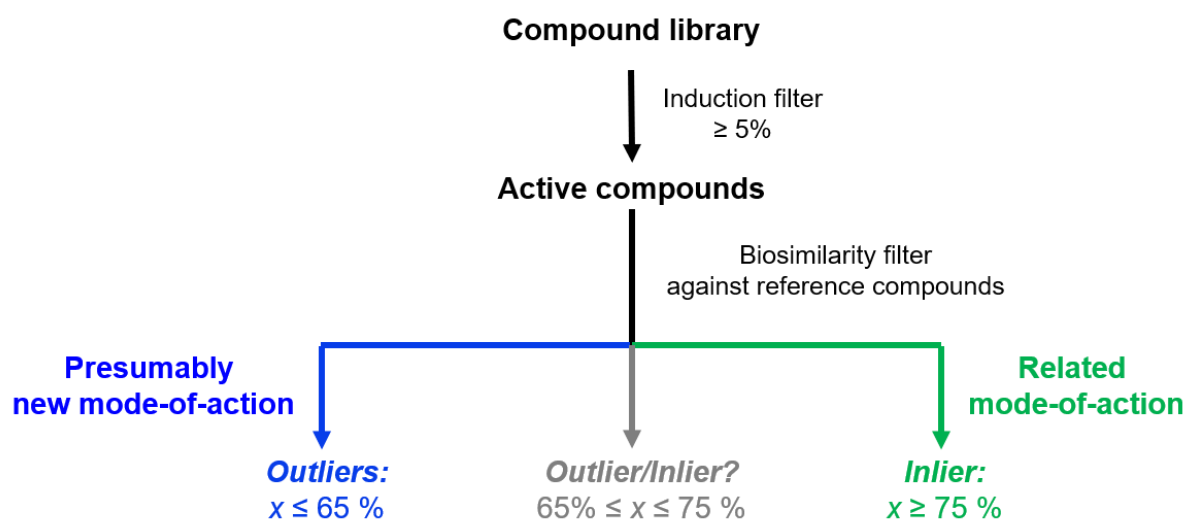 Compound library
Induction filter
≥ 5%
Active compounds
Biosimilarity filter
against reference compounds
Presumably
new mode-of-action
Related
mode-of-action
Outliers:
x ≤ 65 %
Outlier/Inlier?
65% ≤ x ≤ 75 %
Inlier:
x ≥ 75 %